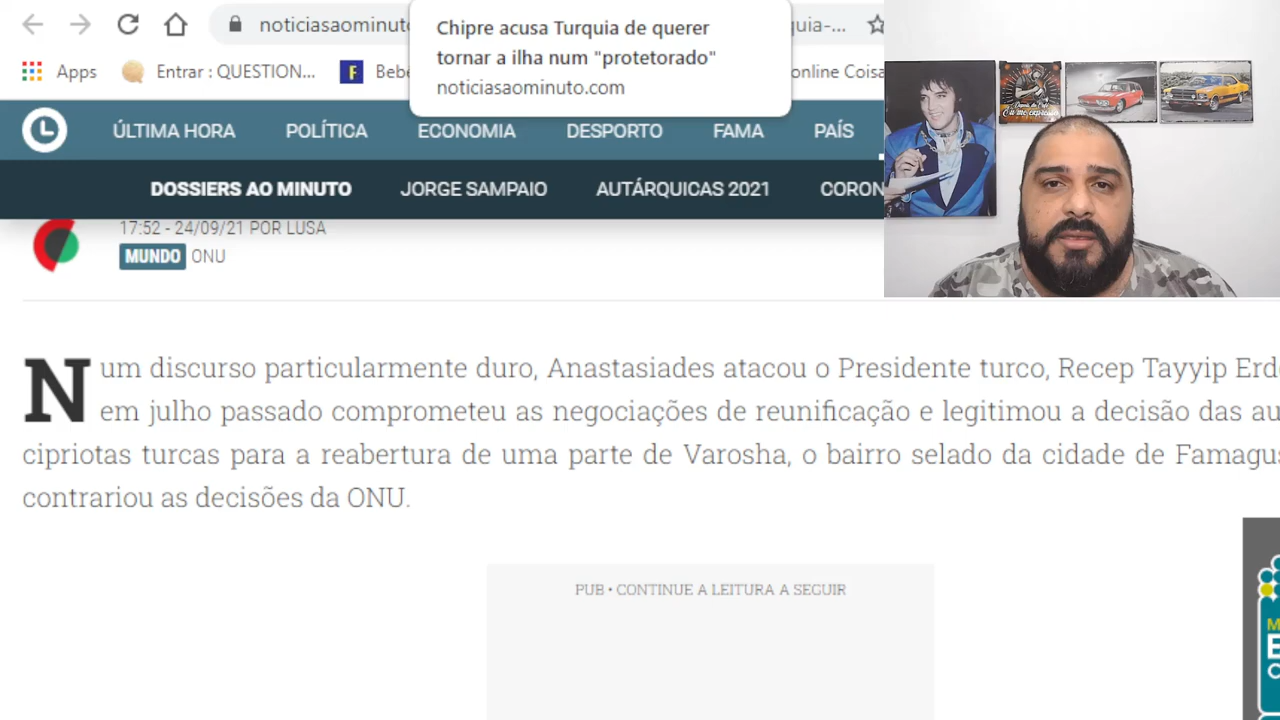 Chipre acusa Turquia de querer
tornar a ilha num "protetorado"
noticiasaominuto.com
noticiasaominuto
uia-...
Apps
Entrar : QUESTION...
F
Bebe
online Coisa
ÚLTIMA HORA
POLÍTICA
ECONOMIA
DESPORTO
FAMA
PAÍS
DOSSIERS AO MINUTO
JORGE SAMPAIO
AUTÁRQUICAS 2021
CORON
17:52 - 24/09/21 POR LUSA
MUNDO ONU
Num discurso particularmente duro, Anastasiades atacou o Presidente turco, Recep Tayyip Erd
em julho passado comprometeu as negociações de reunificação e legitimou a decisão das au
cipriotas turcas para a reabertura de uma parte de Varosha, o bairro selado da cidade de Famagus
contrariou as decisões da ONU.
PUB • CONTINUE A LEITURA A SEGUIR